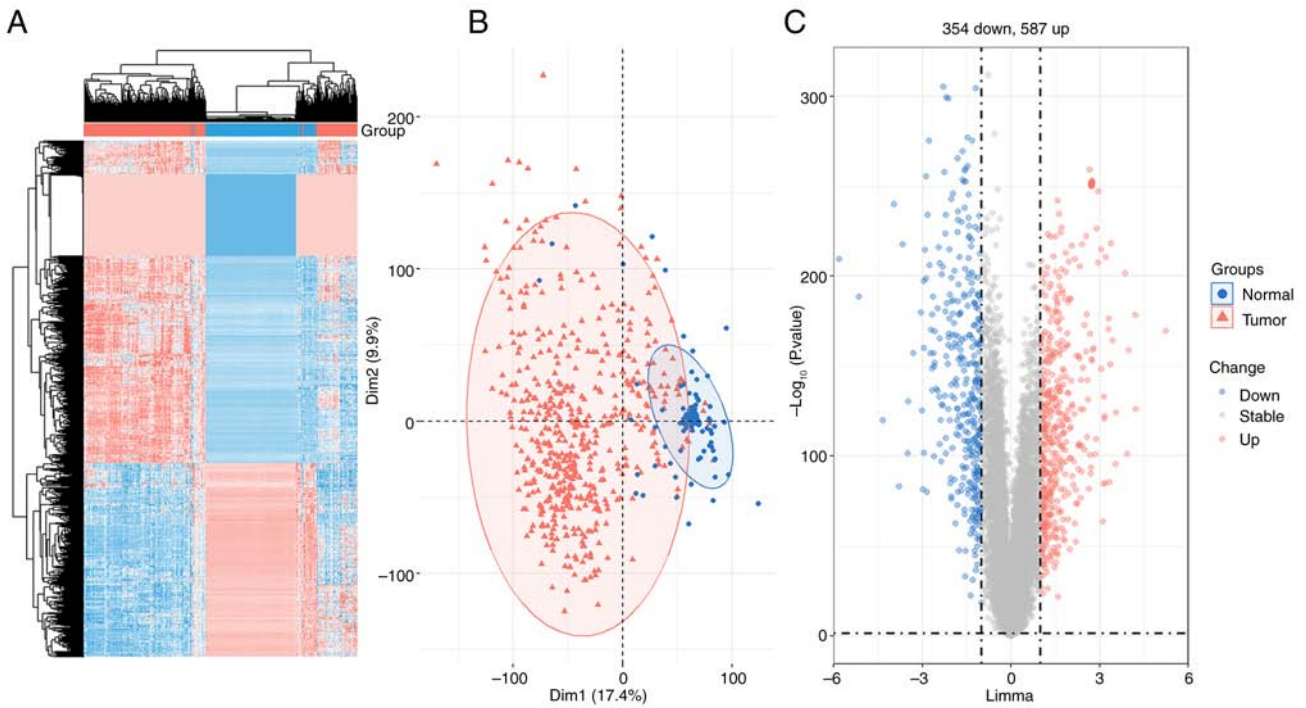 A
B
C
354 down, 587 up
Group
200
100
0
−100
Dim2 (9.9%)
−100
0
100
Dim1 (17.4%)
300
200
100
0
−Log10 (P.value)
−6
−3
0
3
6
Limma
Groups
Normal
Tumor
Change
Down
Stable
Up